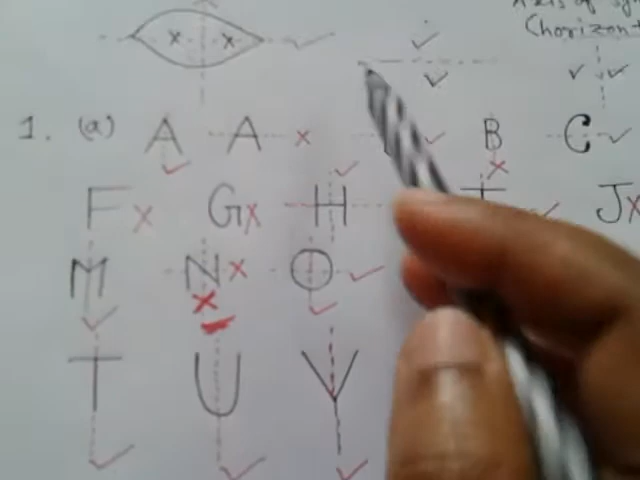 Axis of sy
(horizont
1. (a) A A B C
F G H I J
M N O
T U Y